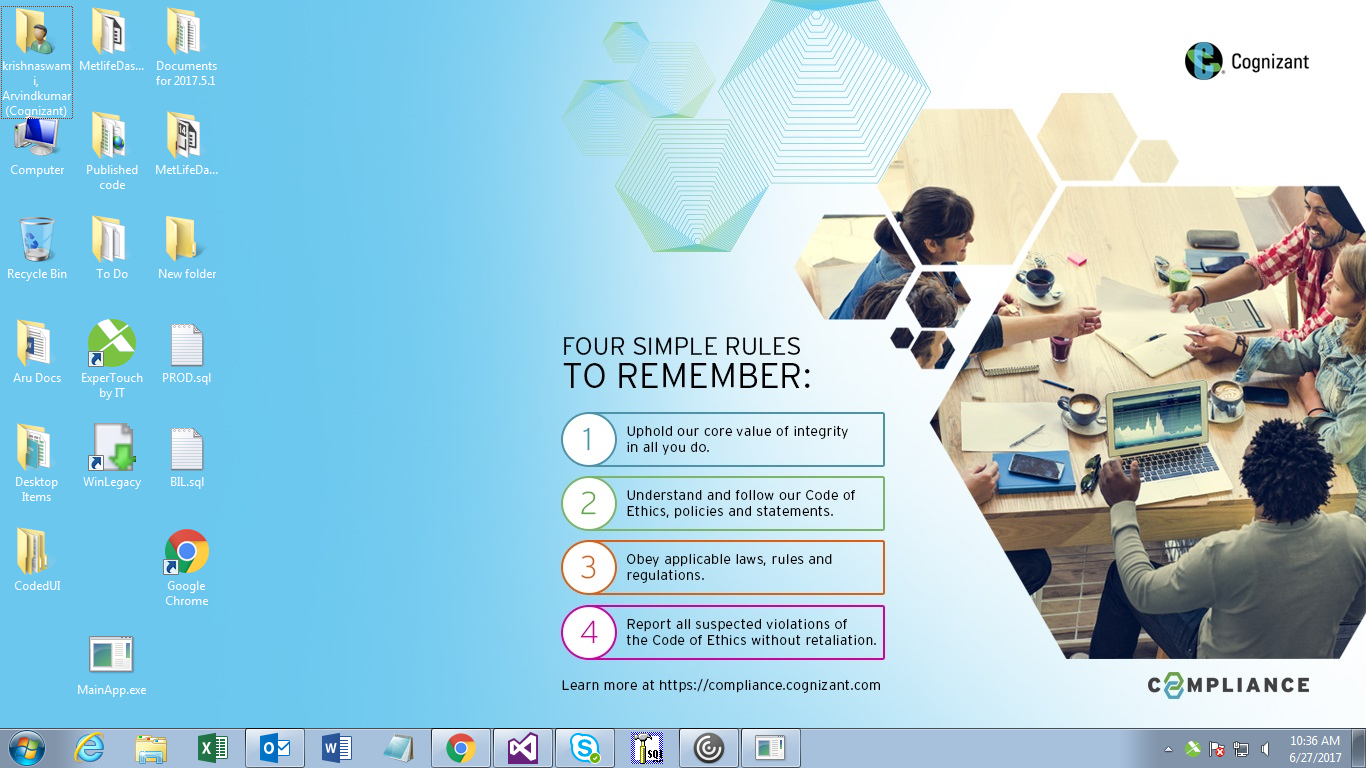 krishnaswam
i,
Arvindkumar
(Cognizant)
MetlifeDas...
Documents
for 2017.5.1
Computer
Published
code
MetLifeDa...
Recycle Bin
To Do
New folder
Aru Docs
ExperTouch
by IT
PROD.sql
Desktop
Items
WinLegacy
BIL.sql
CodedUI
Google
Chrome
MainApp.exe
Cognizant
FOUR SIMPLE RULES
TO REMEMBER:
1
Uphold our core value of integrity
in all you do.
2
Understand and follow our Code of
Ethics, policies and statements.
3
Obey applicable laws, rules and
regulations.
4
Report all suspected violations of
the Code of Ethics without retaliation.
Learn more at https://compliance.cognizant.com
COMPLIANCE
10:36 AM
6/27/2017